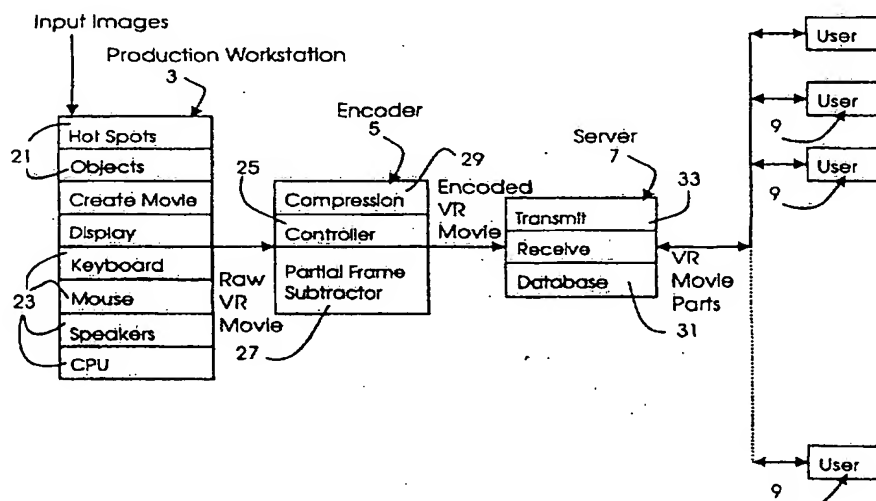 Input Images
Production Workstation
3
Hot Spots
Objects
Create Movie
Display
Keyboard
Mouse
Speakers
CPU
21
23
Raw
VR
Movie
Encoder
5
29
25
Compression
Controller
Partial Frame
Subtractor
27
Encoded
VR
Movie
Server
7
33
Transmit
Receive
Database
31
VR
Movie
Parts
User
User
9
User
9
User
9